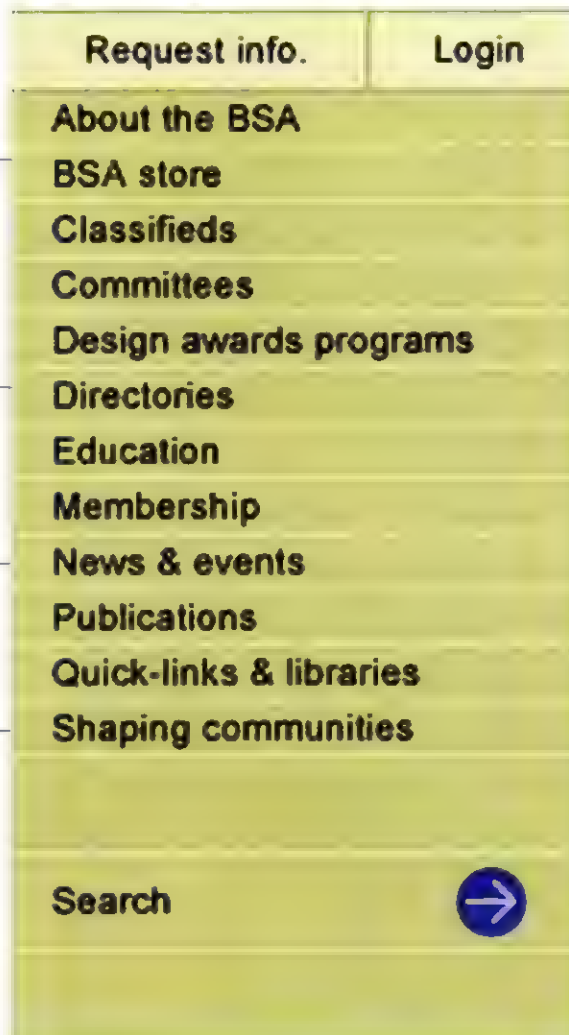 Request info. Login
About the BSA
BSA store
Classifieds
Committees
Design awards programs
Directories
Education
Membership
News & events
Publications
Quick-links & libraries
Shaping communities
Search